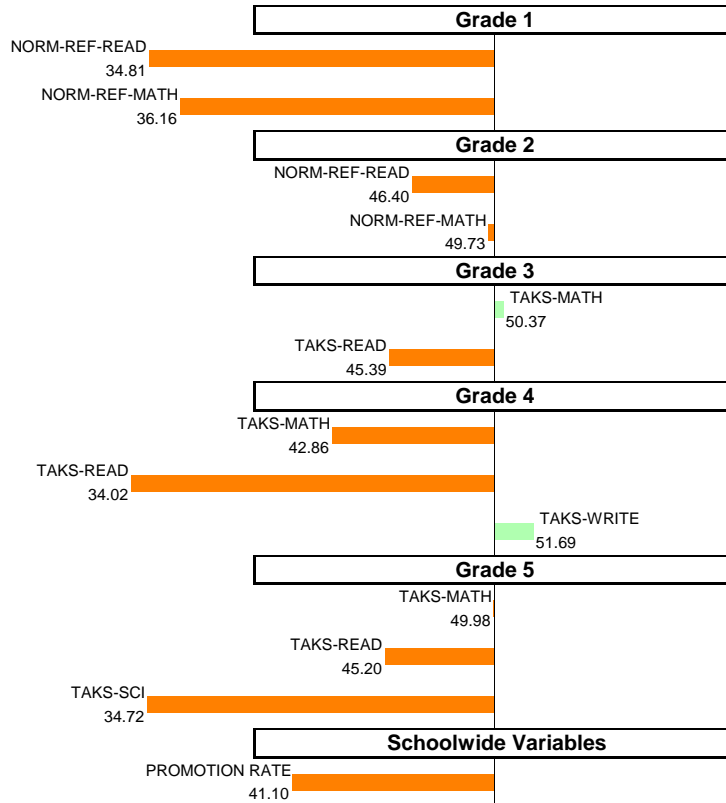 Grade 1
NORM-REF-READ
34.81
NORM-REF-MATH
36.16
Grade 2
NORM-REF-READ
46.40
NORM-REF-MATH
49.73
Grade 3
TAKS-MATH
50.37
TAKS-READ
45.39
Grade 4
TAKS-MATH
42.86
TAKS-READ
34.02
TAKS-WRITE
51.69
Grade 5
TAKS-MATH
49.98
TAKS-READ
45.20
TAKS-SCI
34.72
Schoolwide Variables
PROMOTION RATE
41.10